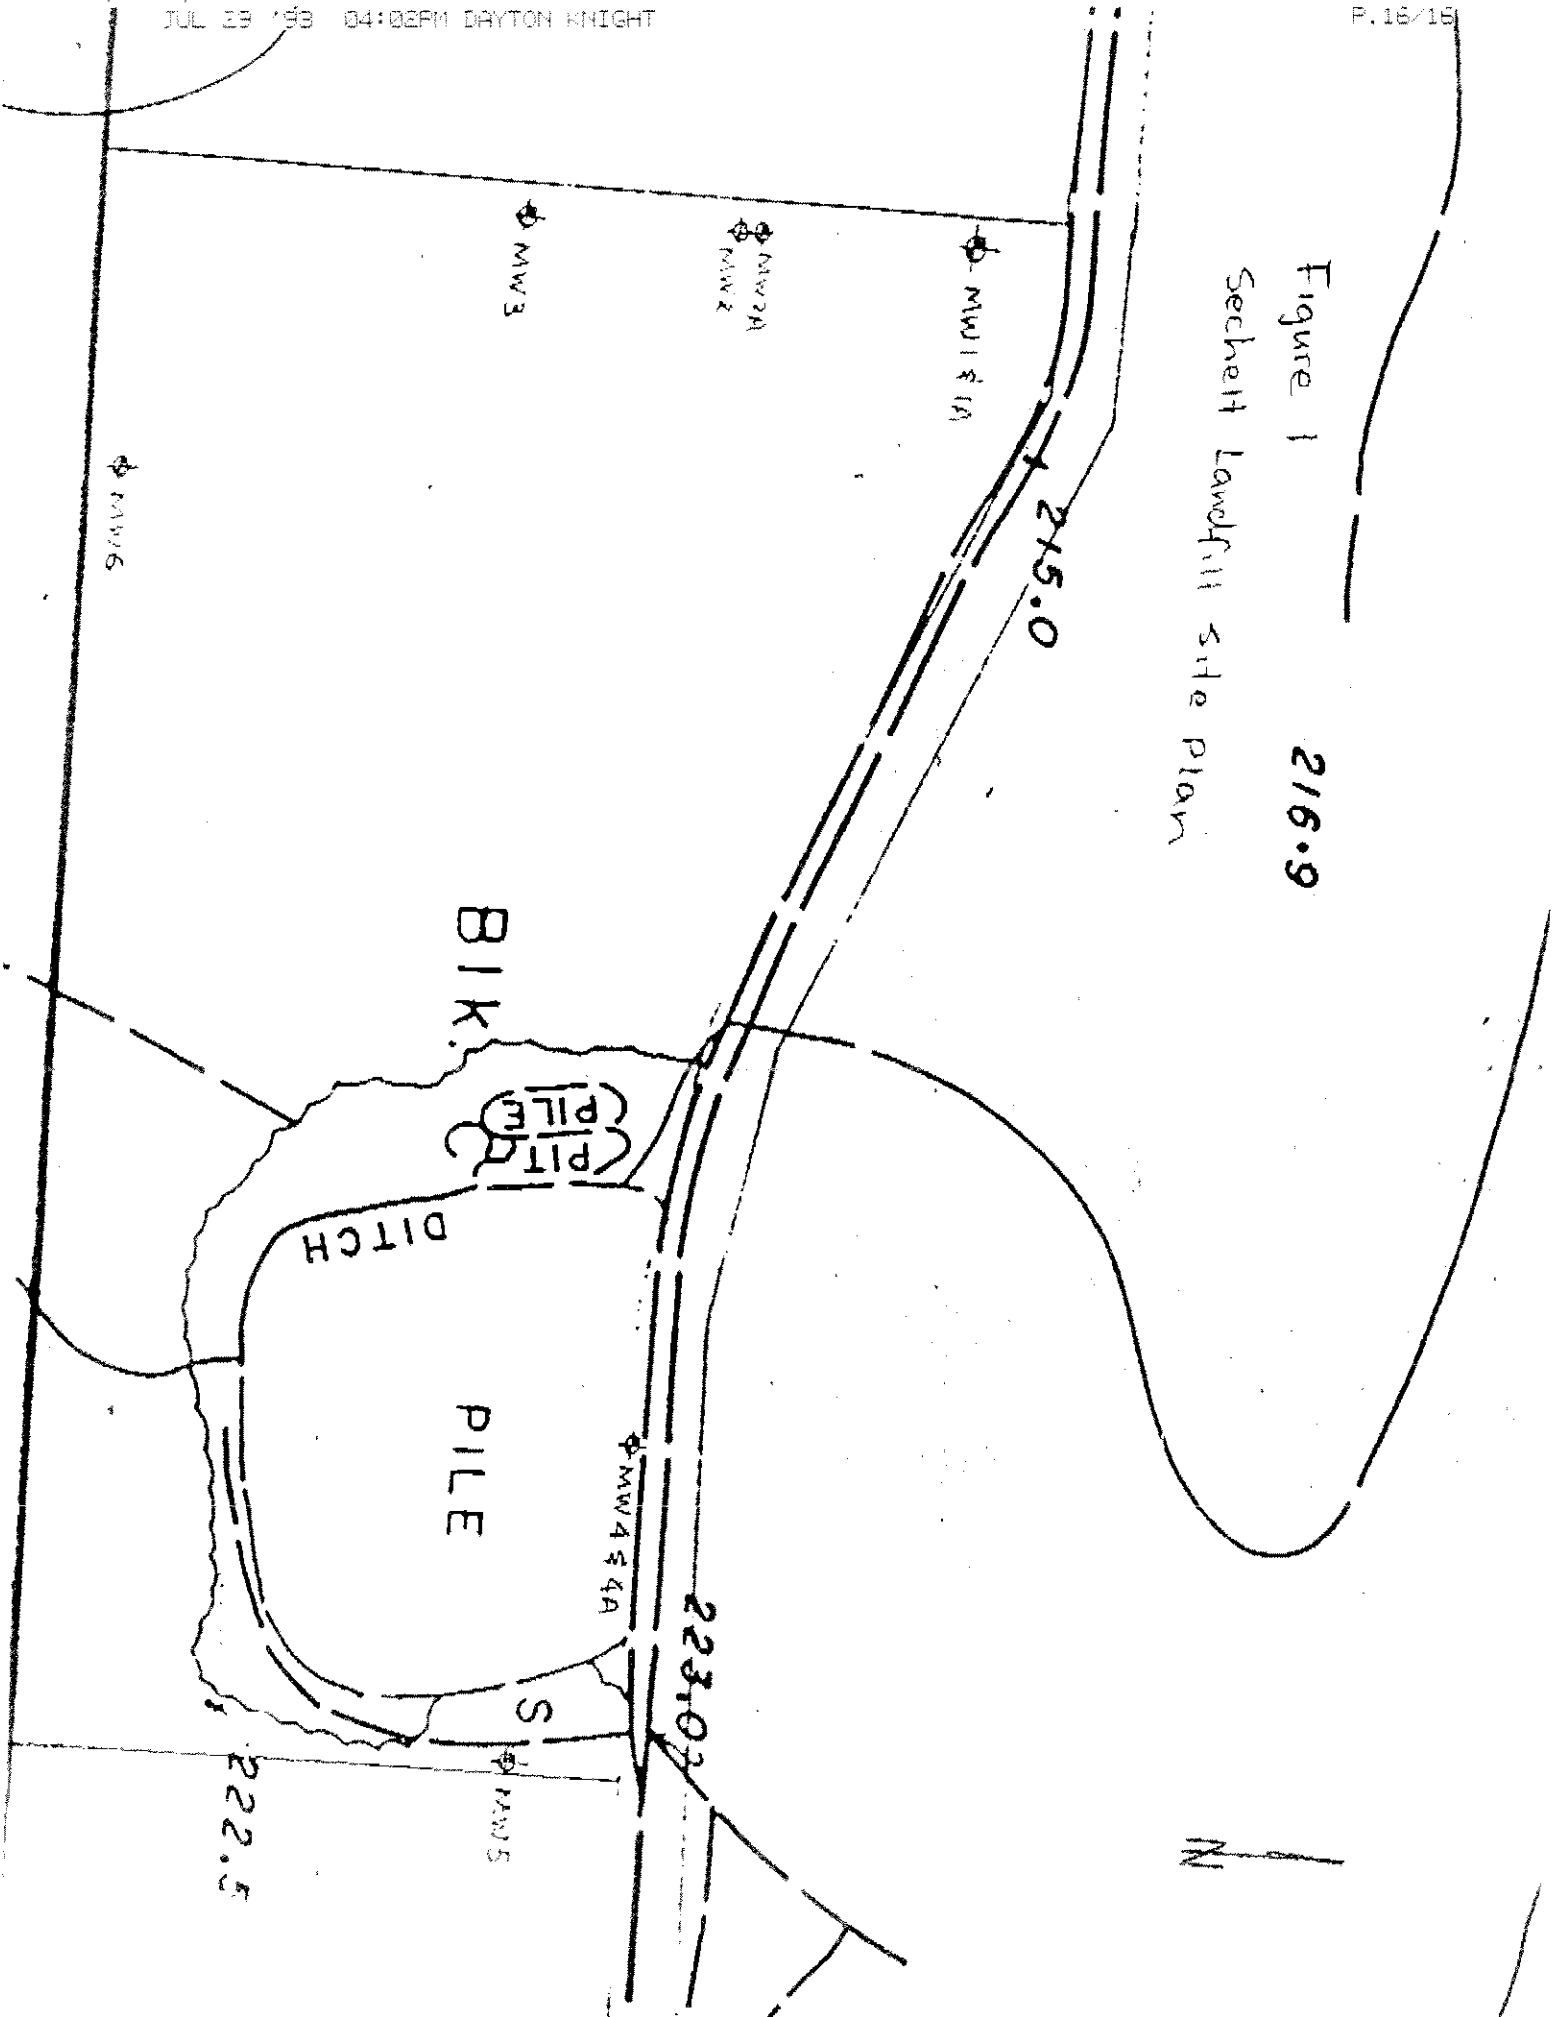 JUL 23 '93 04:02PM DAYTON KNIGHT P.16/16
Figure 1
Sechelt Landfill Site Plan
216.9
215.0
MW1 & 1A
MW2A
MW2
MW3
MW6
Blk.
(PILE)
(PIT)
DITCH
PILE
MW4 & 4A
223.0
S
MW5
222.5
N